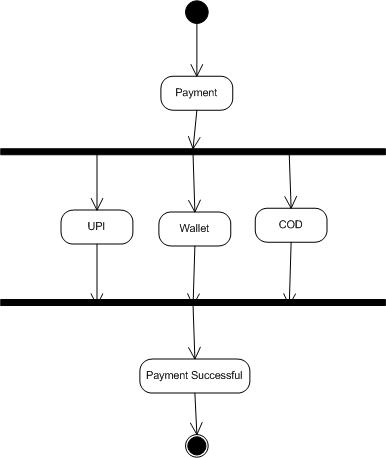 Payment
UPI
Wallet
COD
Payment Successful